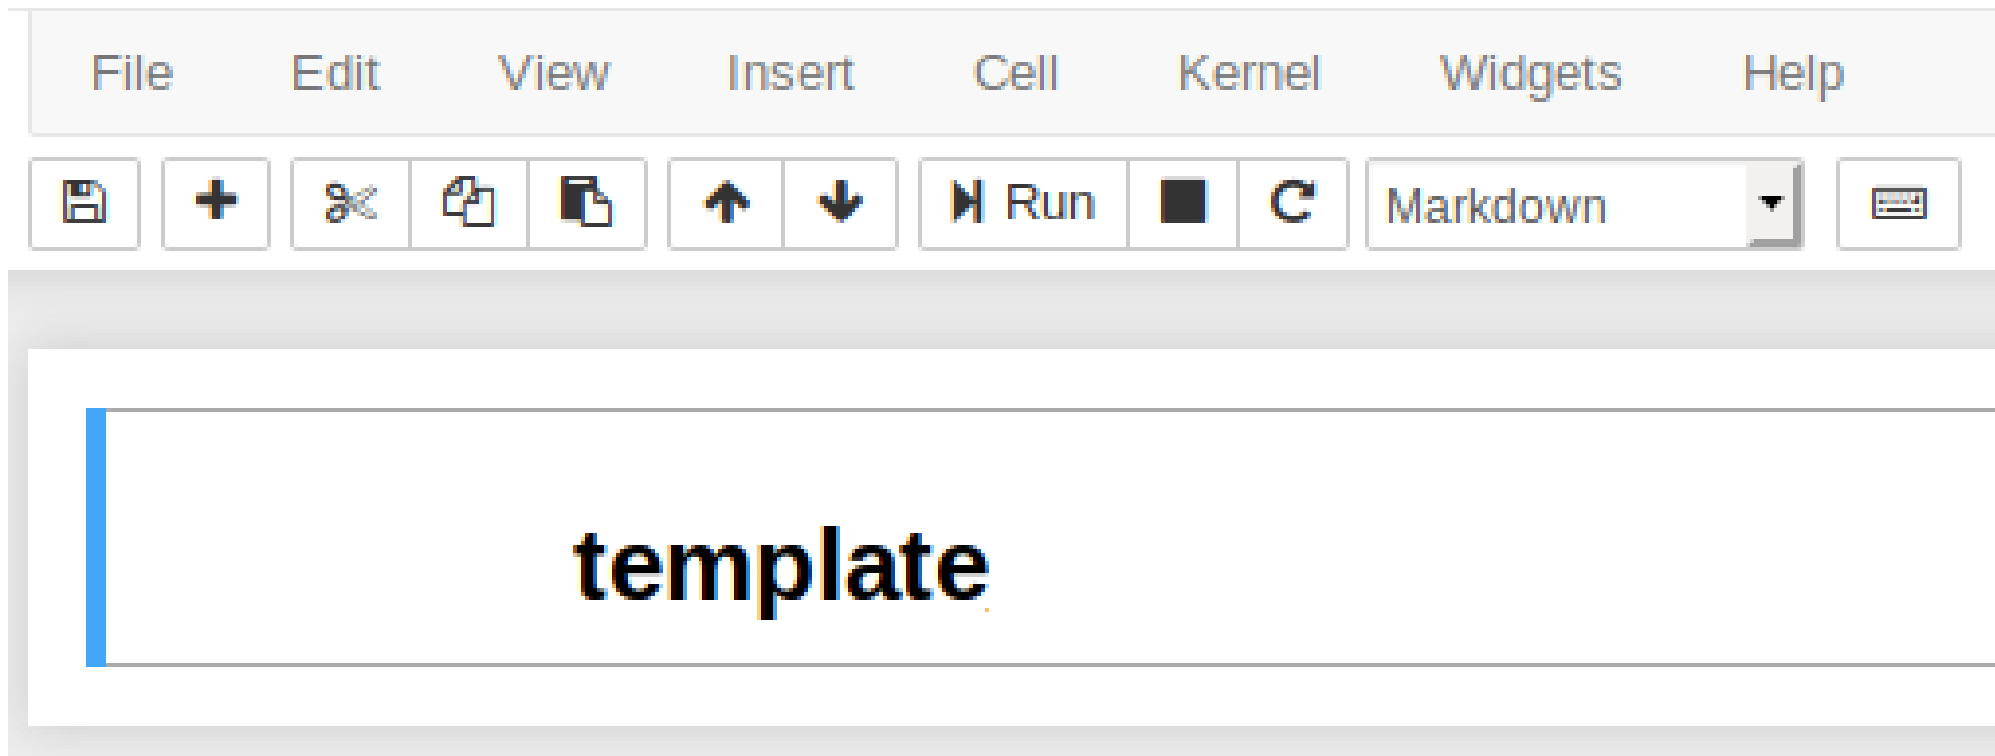 File Edit View Insert Cell Kernel Widgets Help
Run Markdown
template